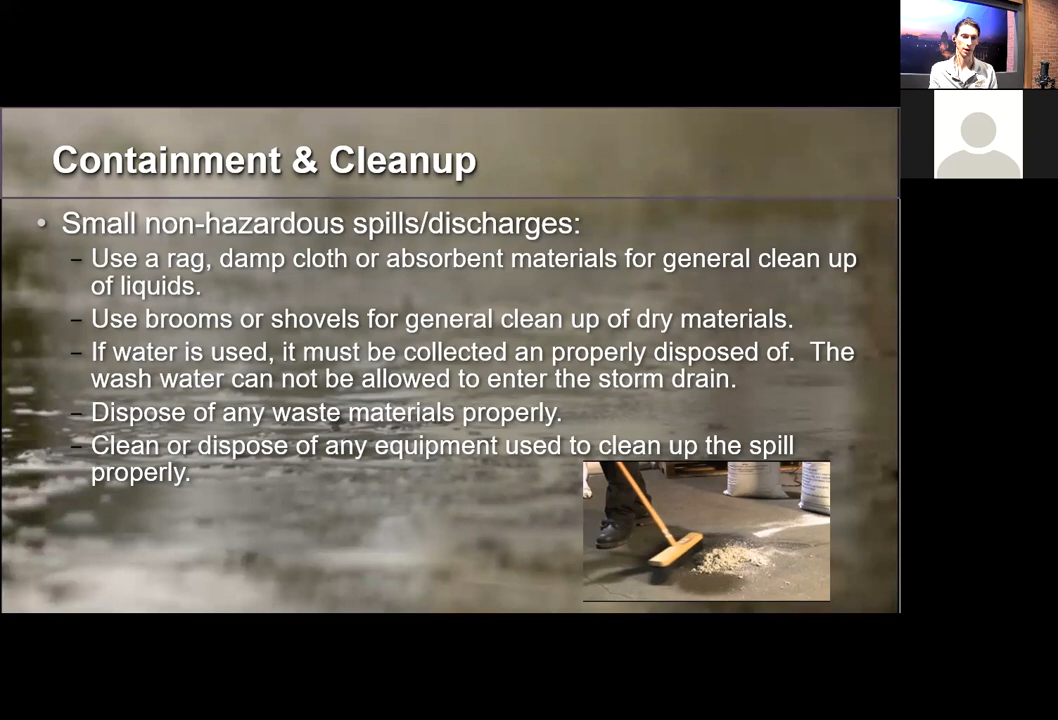 Containment & Cleanup
• Small non-hazardous spills/discharges:
– Use a rag, damp cloth or absorbent materials for general clean up
of liquids.
– Use brooms or shovels for general clean up of dry materials.
– If water is used, it must be collected an properly disposed of.  The
wash water can not be allowed to enter the storm drain.
– Dispose of any waste materials properly.
– Clean or dispose of any equipment used to clean up the spill
properly.